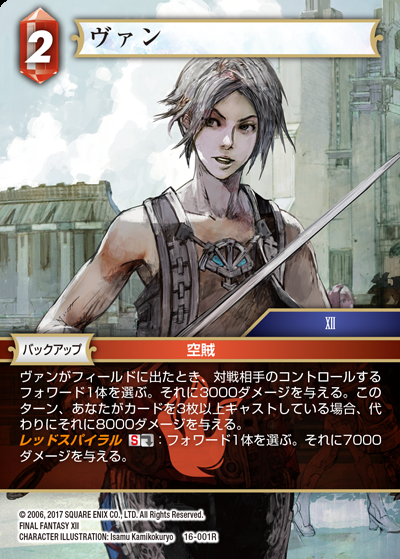 2
ヴァン
XII
バックアップ
空賊
ヴァンがフィールドに出たとき、対戦相手のコントロールする
フォワード1体を選ぶ。それに3000ダメージを与える。この
ターン、あなたがカードを3枚以上キャストしている場合、代
わりにそれに8000ダメージを与える。
レッドスパイラル S：フォワード1体を選ぶ。それに7000
ダメージを与える。
© 2006, 2017 SQUARE ENIX CO., LTD. All Rights Reserved.
FINAL FANTASY XII
CHARACTER ILLUSTRATION: Isamu Kamikokuryo
16-001R